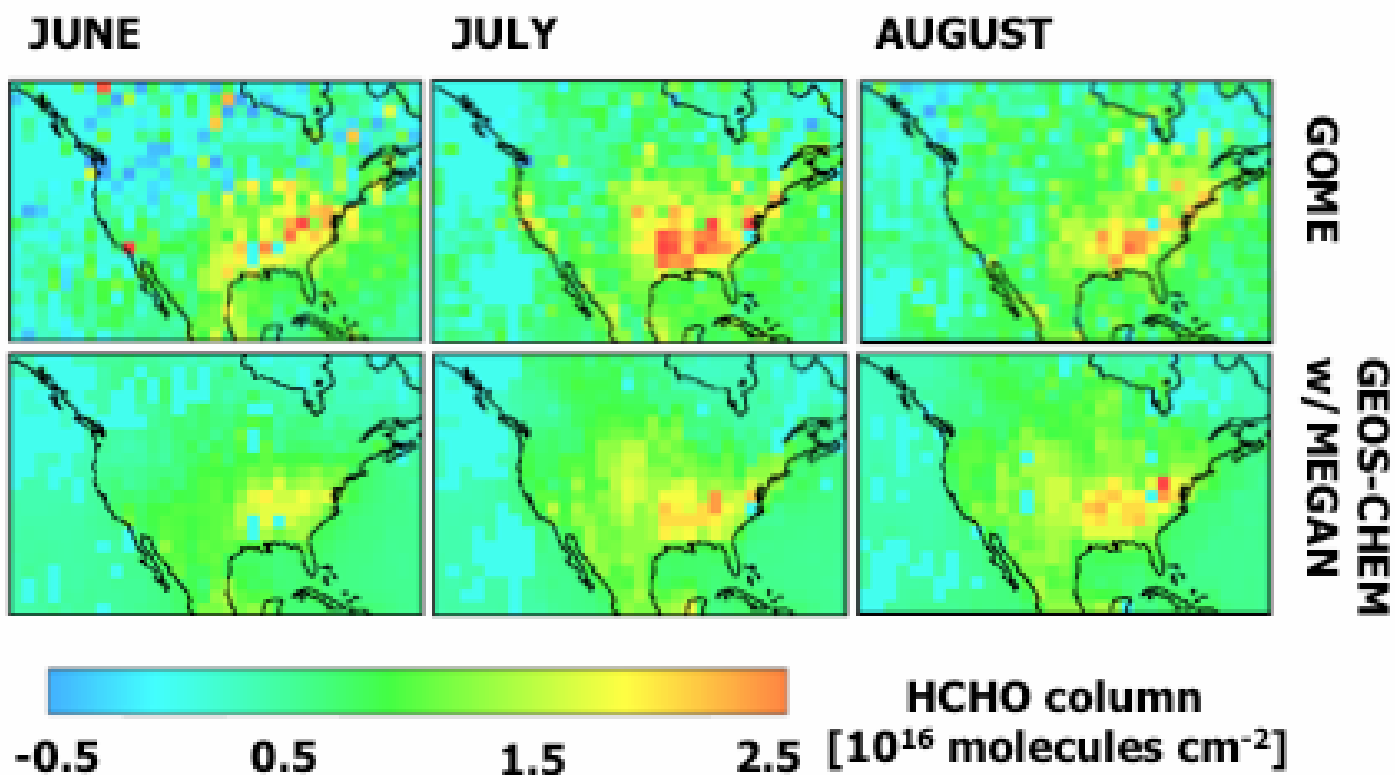 JUNE JULY AUGUST
GOME
GEOS-CHEM
w/ MEGAN
-0.5 0.5 1.5 2.5
HCHO column
[10¹⁶ molecules cm⁻²]